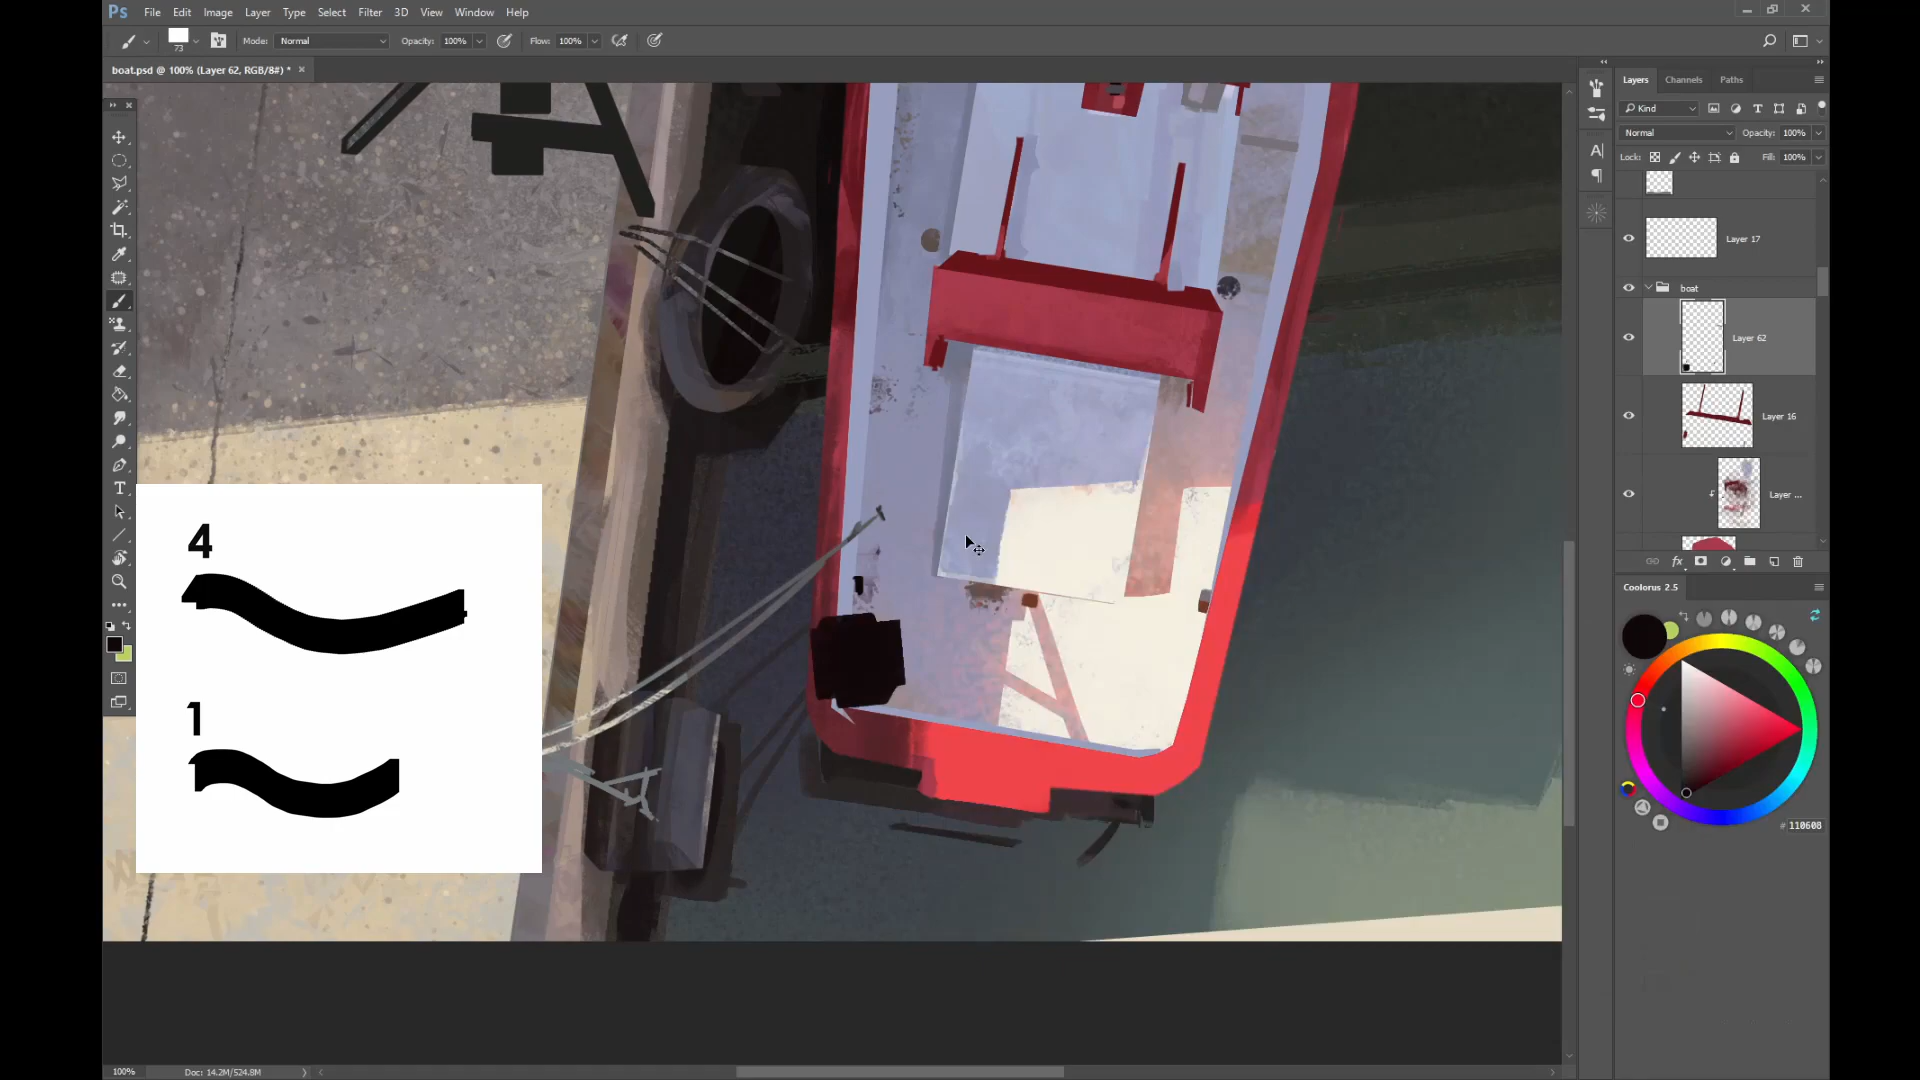 Ps File Edit Image Layer Type Select Filter 3D View Window Help
73 Mode: Normal Opacity: 100% Flow: 100%
boat.psd @ 100% (Layer 62, RGB/8#) * ×
Layers Channels Paths
Kind T
Normal Opacity: 100%
Lock: Fill: 100%
Layer 17
boat
Layer 62
Layer 16
Layer ...
fx
Coolorus 2.5
# 110608
4
1
100% Doc: 14.2M/524.8M